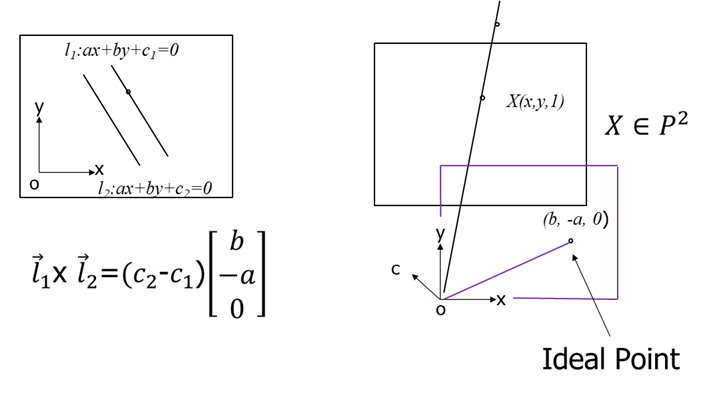 l₁:ax+by+c₁=0
y
x
o
l₂:ax+by+c₂=0
l⃗₁x l⃗₂=(c₂-c₁)[b
−a
0]
X(x,y,1)
X ∈ P²
(b, -a, 0)
y
c
x
o
Ideal Point